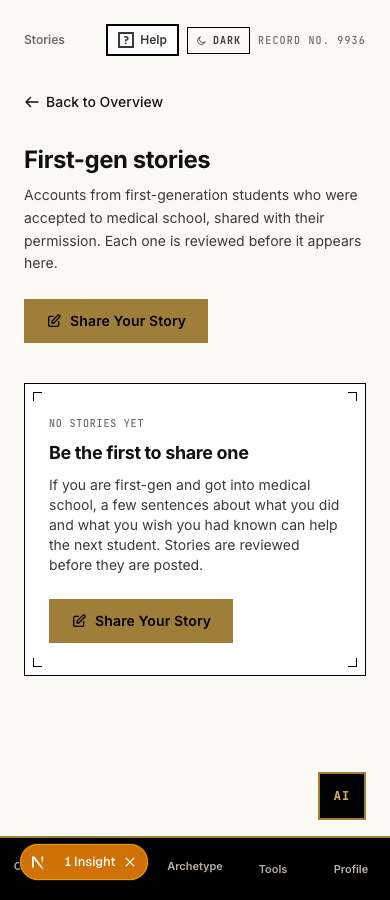 Stories
? Help
DARK
RECORD NO. 9936
← Back to Overview
First-gen stories
Accounts from first-generation students who were
accepted to medical school, shared with their
permission. Each one is reviewed before it appears
here.
Share Your Story
NO STORIES YET
Be the first to share one
If you are first-gen and got into medical
school, a few sentences about what you did
and what you wish you had known can help
the next student. Stories are reviewed
before they are posted.
Share Your Story
AI
N 1 Insight ×
Archetype
Tools
Profile